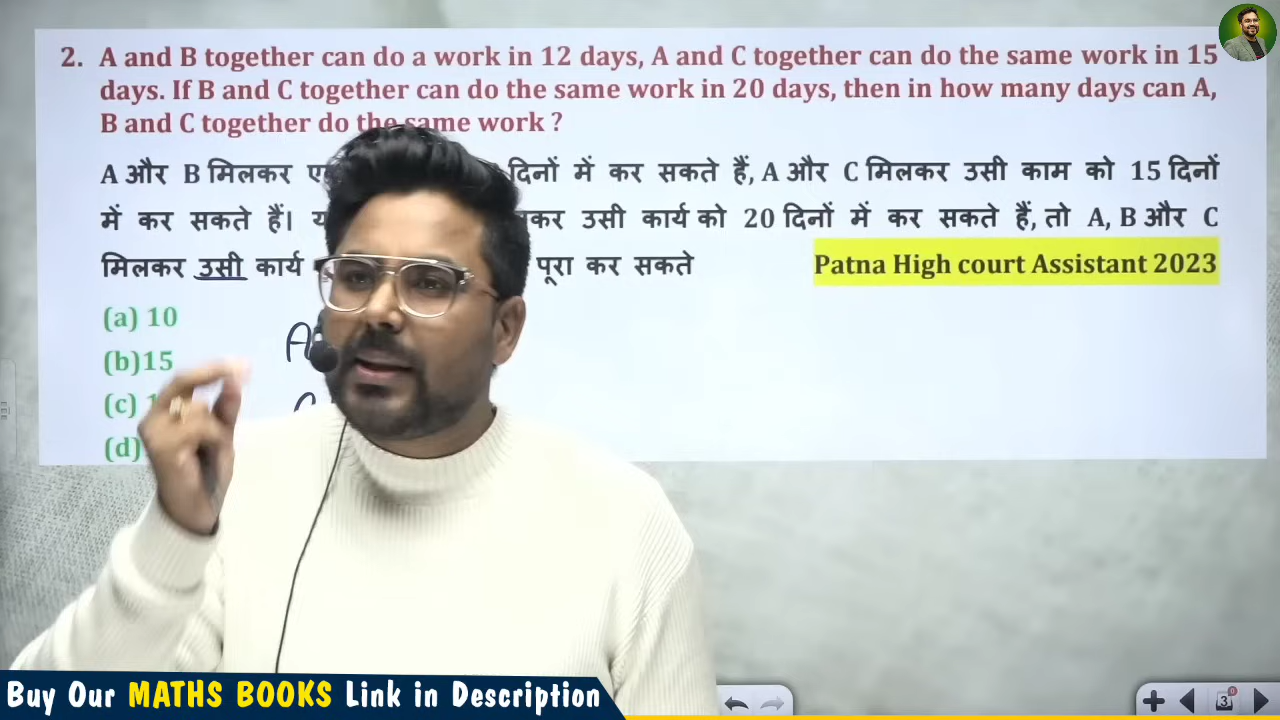 2. A and B together can do a work in 12 days, A and C together can do the same work in 15
days. If B and C together can do the same work in 20 days, then in how many days can A,
B and C together do the same work ?
A और B मिलकर दिनों में कर सकते हैं, A और C मिलकर उसी काम को 15 दिनों
में कर सकते हैं। उसी कार्य को 20 दिनों में कर सकते हैं, तो A, B और C
मिलकर उसी कार्य पूरा कर सकते
Patna High court Assistant 2023
(a) 10
(b)15
(c)
(d)
A
C
Buy Our MATHS BOOKS Link in Description
3